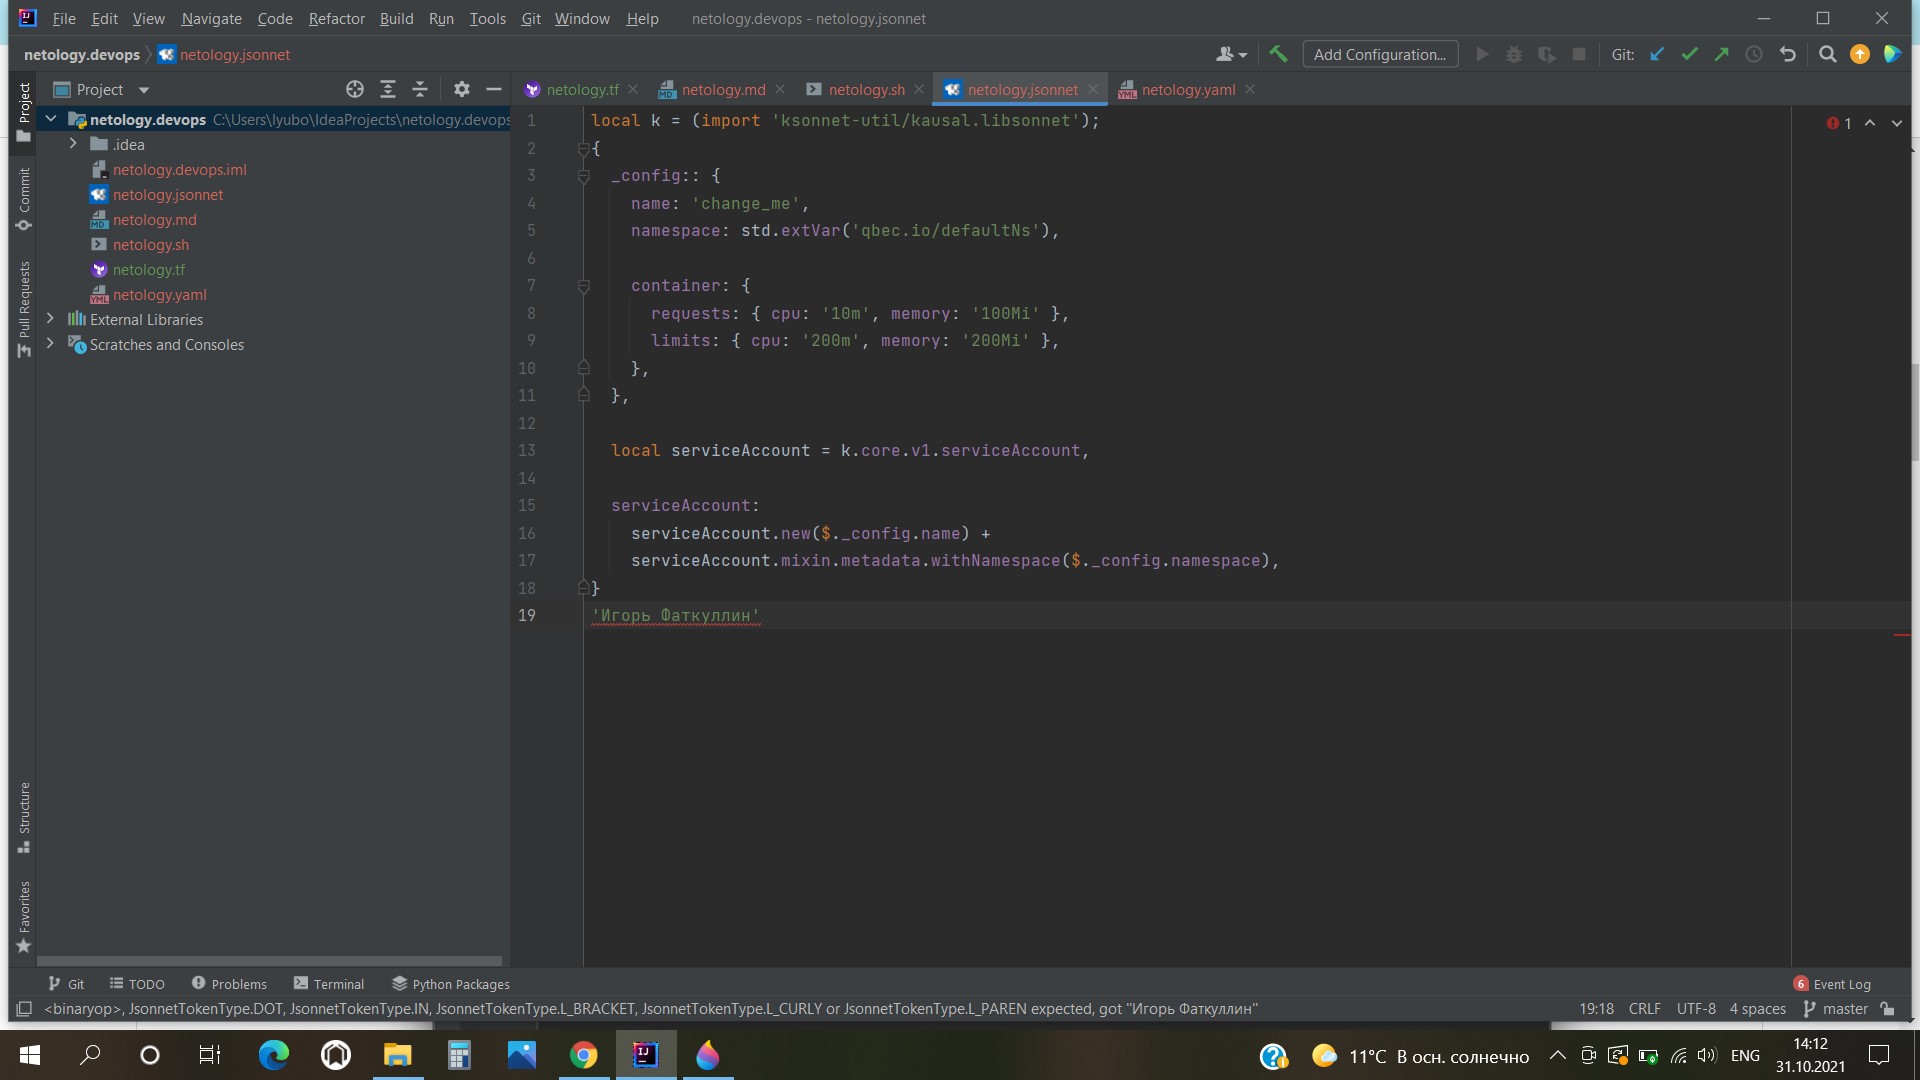 File Edit View Navigate Code Refactor Build Run Tools Git Window Help netology.devops - netology.jsonnet
netology.devops netology.jsonnet Add Configuration... Git:
Project
Project netology.tf netology.md netology.sh netology.jsonnet netology.yaml
netology.devops C:\Users\lyubo\IdeaProjects\netology.devops
.idea
netology.devops.iml
netology.jsonnet
netology.md
netology.sh
netology.tf
netology.yaml
External Libraries
Scratches and Consoles
Commit
Pull Requests
Structure
Favorites
1 local k = (import 'ksonnet-util/kausal.libsonnet');
1
2 {
3 _config:: {
4 name: 'change_me',
5 namespace: std.extVar('qbec.io/defaultNs'),
6
7 container: {
8 requests: { cpu: '10m', memory: '100Mi' },
9 limits: { cpu: '200m', memory: '200Mi' },
10 },
11 },
12
13 local serviceAccount = k.core.v1.serviceAccount,
14
15 serviceAccount:
16 serviceAccount.new($._config.name) +
17 serviceAccount.mixin.metadata.withNamespace($._config.namespace),
18 }
19 'Игорь Фаткуллин'
Git TODO Problems Terminal Python Packages 6 Event Log
<binaryop>, JsonnetTokenType.DOT, JsonnetTokenType.IN, JsonnetTokenType.L_BRACKET, JsonnetTokenType.L_CURLY or JsonnetTokenType.L_PAREN expected, got "Игорь Фаткуллин" 19:18 CRLF UTF-8 4 spaces master
11°C В осн. солнечно ENG 14:12
31.10.2021